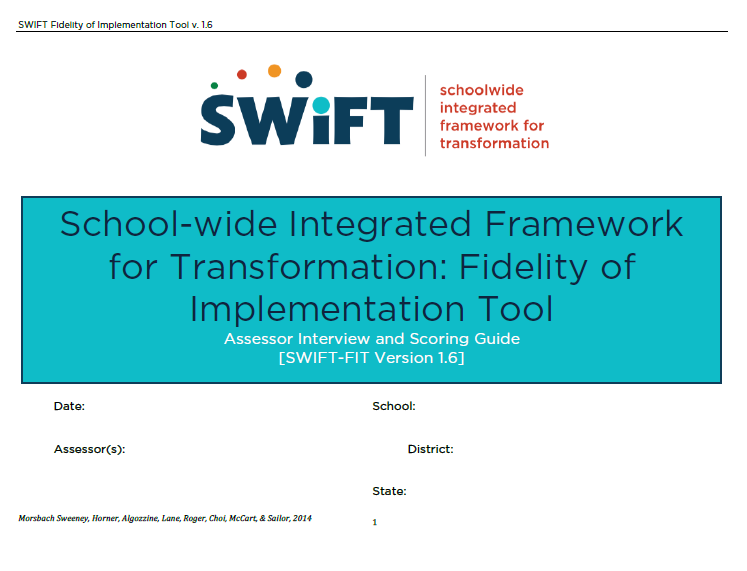 SWIFT Fidelity of Implementation Tool v. 1.6
SWiFT
schoolwide
integrated
framework for
transformation
School-wide Integrated Framework
for Transformation: Fidelity of
Implementation Tool
Assessor Interview and Scoring Guide
[SWIFT-FIT Version 1.6]
Date:
School:
Assessor(s):
District:
State:
Morsbach Sweeney, Horner, Algozzine, Lane, Roger, Choi, McCart, & Sailor, 2014
1